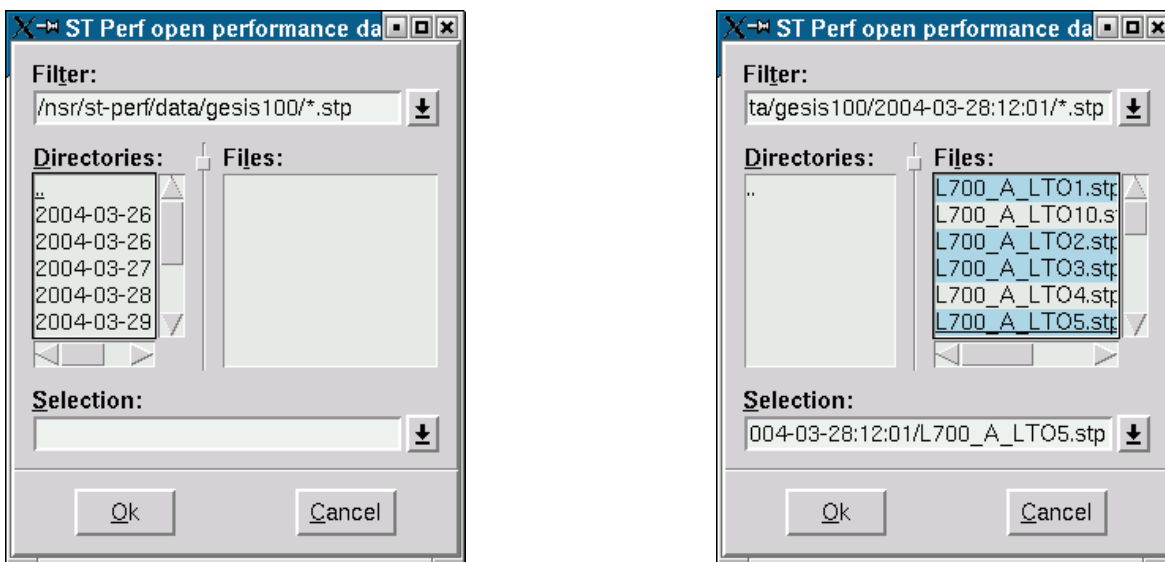 ST Perf open performance da
Filter:
/nsr/st-perf/data/gesis100/*.stp
Directories:
Files:
..
2004-03-26
2004-03-26
2004-03-27
2004-03-28
2004-03-29
Selection:
Ok
Cancel
ST Perf open performance da
Filter:
ta/gesis100/2004-03-28:12:01/*.stp
Directories:
Files:
..
L700_A_LTO1.stp
L700_A_LTO10.s
L700_A_LTO2.stp
L700_A_LTO3.stp
L700_A_LTO4.stp
L700_A_LTO5.stp
Selection:
004-03-28:12:01/L700_A_LTO5.stp
Ok
Cancel